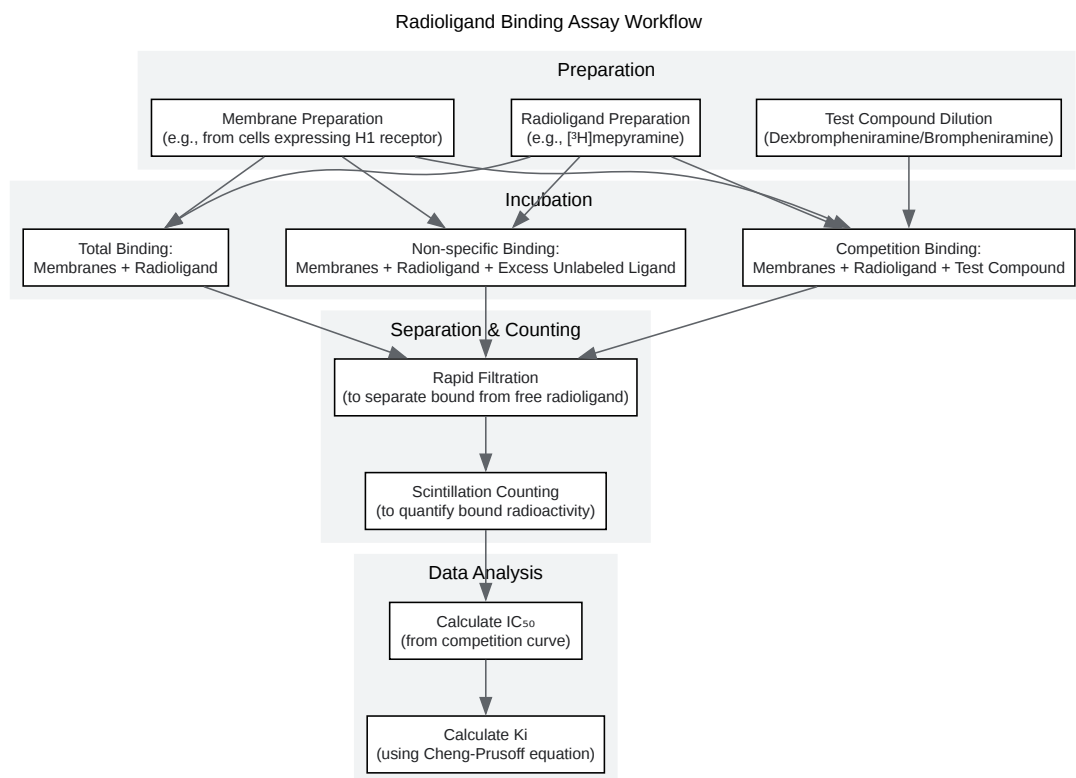 Radioligand Binding Assay Workflow
Preparation
Membrane Preparation
(e.g., from cells expressing H1 receptor)
Radioligand Preparation
(e.g., [³H]mepyramine)
Test Compound Dilution
(Dexbrompheniramine/Brompheniramine)
Incubation
Total Binding:
Membranes + Radioligand
Non-specific Binding:
Membranes + Radioligand + Excess Unlabeled Ligand
Competition Binding:
Membranes + Radioligand + Test Compound
Separation & Counting
Rapid Filtration
(to separate bound from free radioligand)
Scintillation Counting
(to quantify bound radioactivity)
Data Analysis
Calculate IC₅₀
(from competition curve)
Calculate Ki
(using Cheng-Prusoff equation)